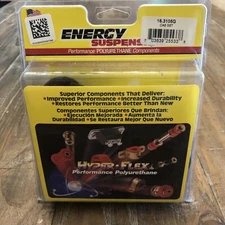 ENERGY
SUSPENS
Performance POLYURETHANE Components
16.3105G
Superior Components That Deliver:
•Improved Performance •Increased Durability
•Restores Performance Better Than New
Componentes Superiores Que Brindan:
•Ejecución Mejorada •Aumenta la
Durabilidad •Se Restaura Mejor Que Nuevo
HYPER•FLEX
Performance Polyurethane